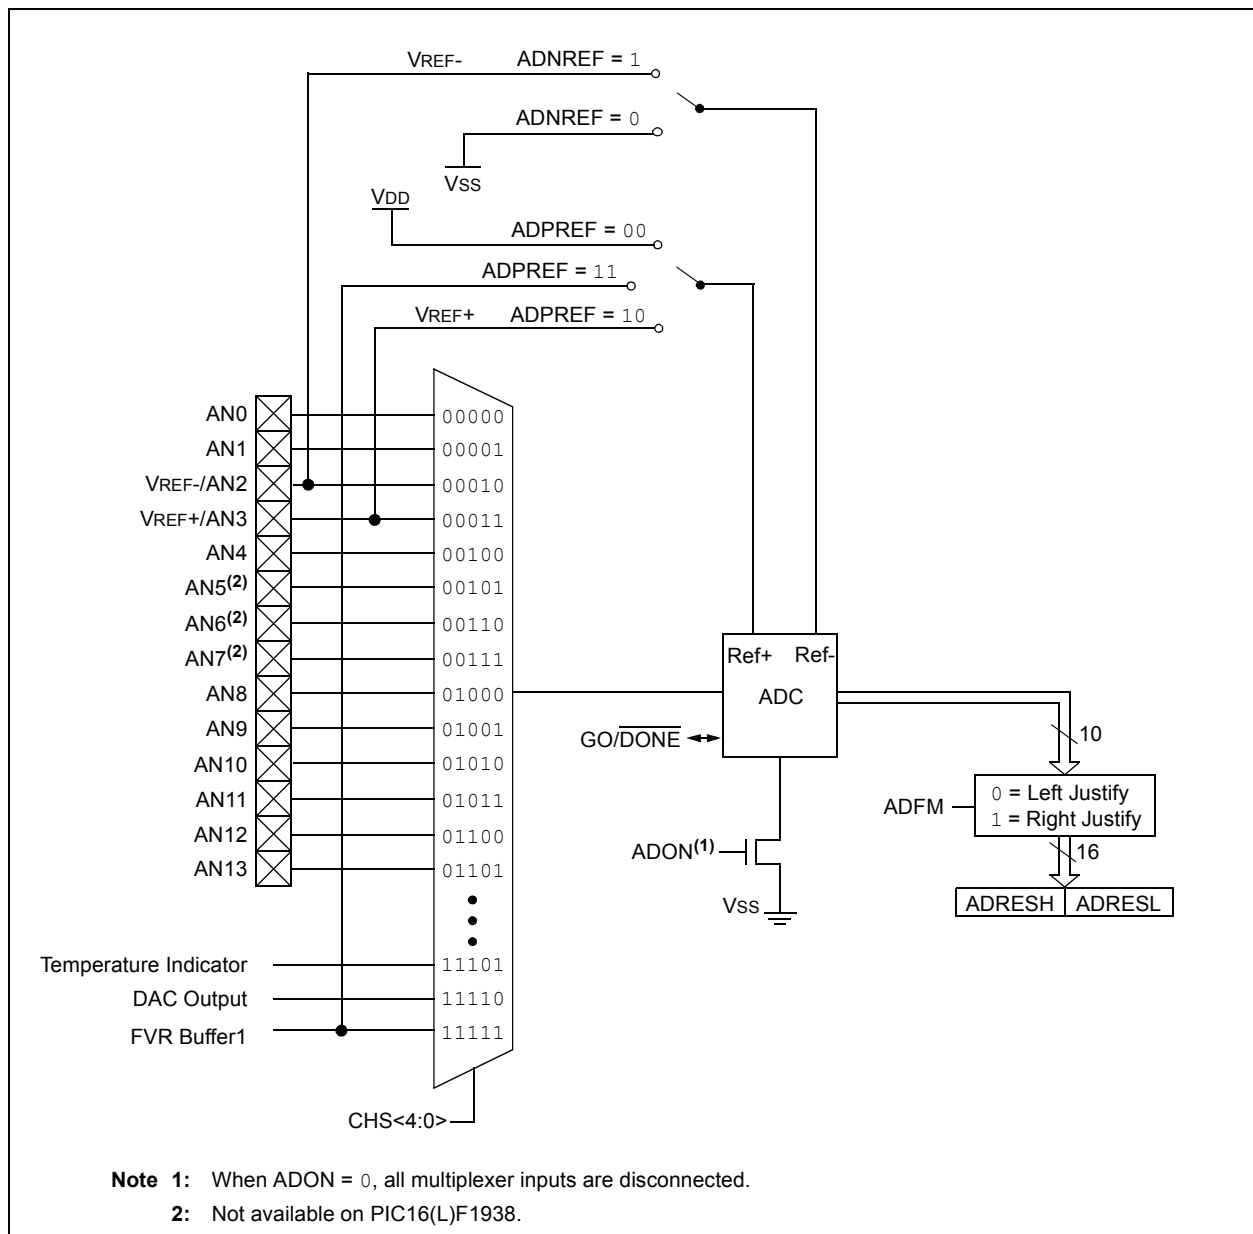 VREF- ADNREF = 1
ADNREF = 0
VSS
VDD
ADPREF = 00
ADPREF = 11
VREF+ ADPREF = 10
AN0 00000
AN1 00001
VREF-/AN2 00010
VREF+/AN3 00011
AN4 00100
AN5(2) 00101
AN6(2) 00110
AN7(2) 00111
AN8 01000
AN9 01001
AN10 01010
AN11 01011
AN12 01100
AN13 01101
Temperature Indicator 11101
DAC Output 11110
FVR Buffer1 11111
CHS<4:0>
Ref+ Ref-
ADC
GO/DONE
ADON(1)
VSS
10
ADFM
0 = Left Justify
1 = Right Justify
16
ADRESH ADRESL
Note 1: When ADON = 0, all multiplexer inputs are disconnected.
2: Not available on PIC16(L)F1938.